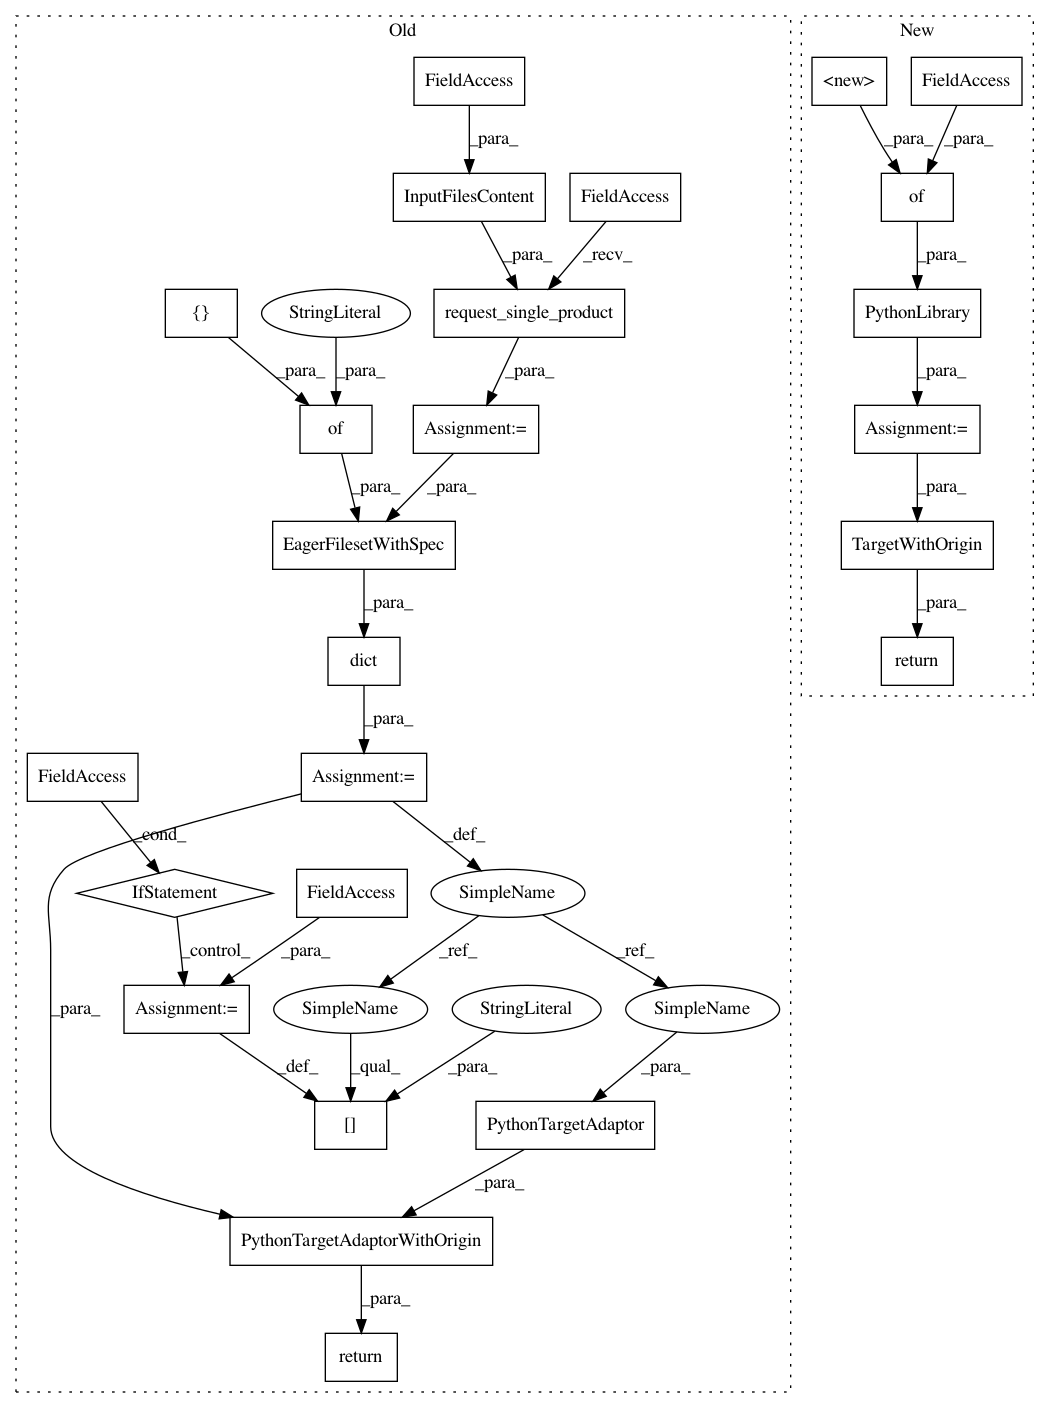 Old
New
FieldAccess
<new>
FieldAccess
_para_
_para_
_para_
InputFilesContent
FieldAccess
of
_para_
_recv_
_para_
{}
StringLiteral
request_single_product
PythonLibrary
_para_
_para_
_para_
_para_
of
Assignment:=
Assignment:=
_para_
_para_
_para_
EagerFilesetWithSpec
TargetWithOrigin
_para_
_para_
dict
return
_para_
FieldAccess
Assignment:=
_cond_
_def_
IfStatement
FieldAccess
SimpleName
_control_
_para_
_ref_
_ref_
_para_
Assignment:=
SimpleName
StringLiteral
SimpleName
_def_
_qual_
_para_
_para_
[]
PythonTargetAdaptor
_para_
PythonTargetAdaptorWithOrigin
_para_
return